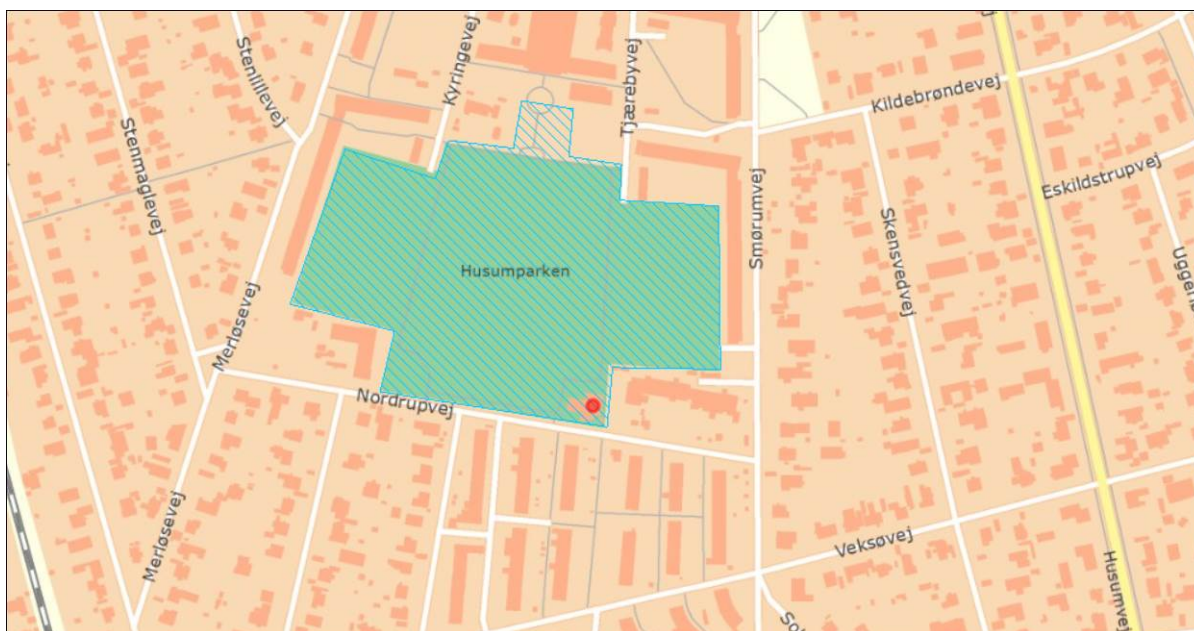 Stenlillevej
Kyringevej
Tjærebyvej
Kildebrøndevej
Stenmaglevej
Eskildstrupvej
Smørumvej
Skensvedvej
Husumparken
Merløsevej
Nordrupvej
Veksøvej
Merløsevej
Husumvej